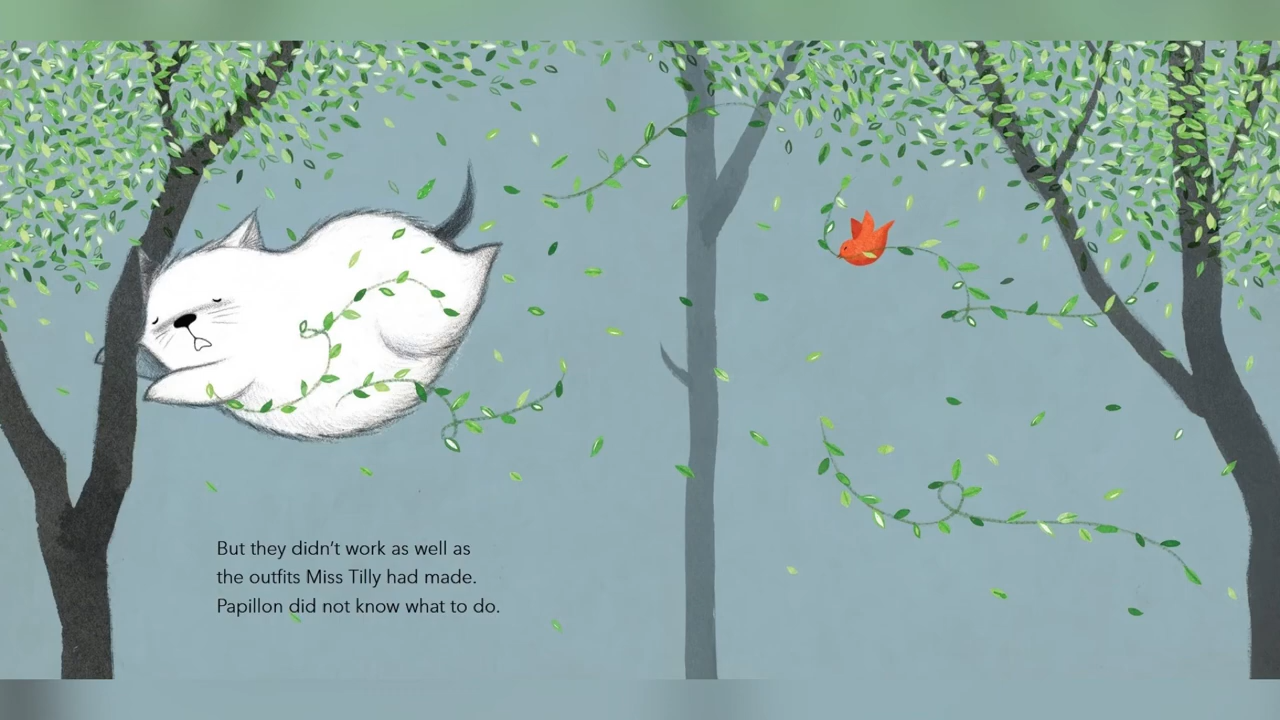 But they didn't work as well as
the outfits Miss Tilly had made.
Papillon did not know what to do.